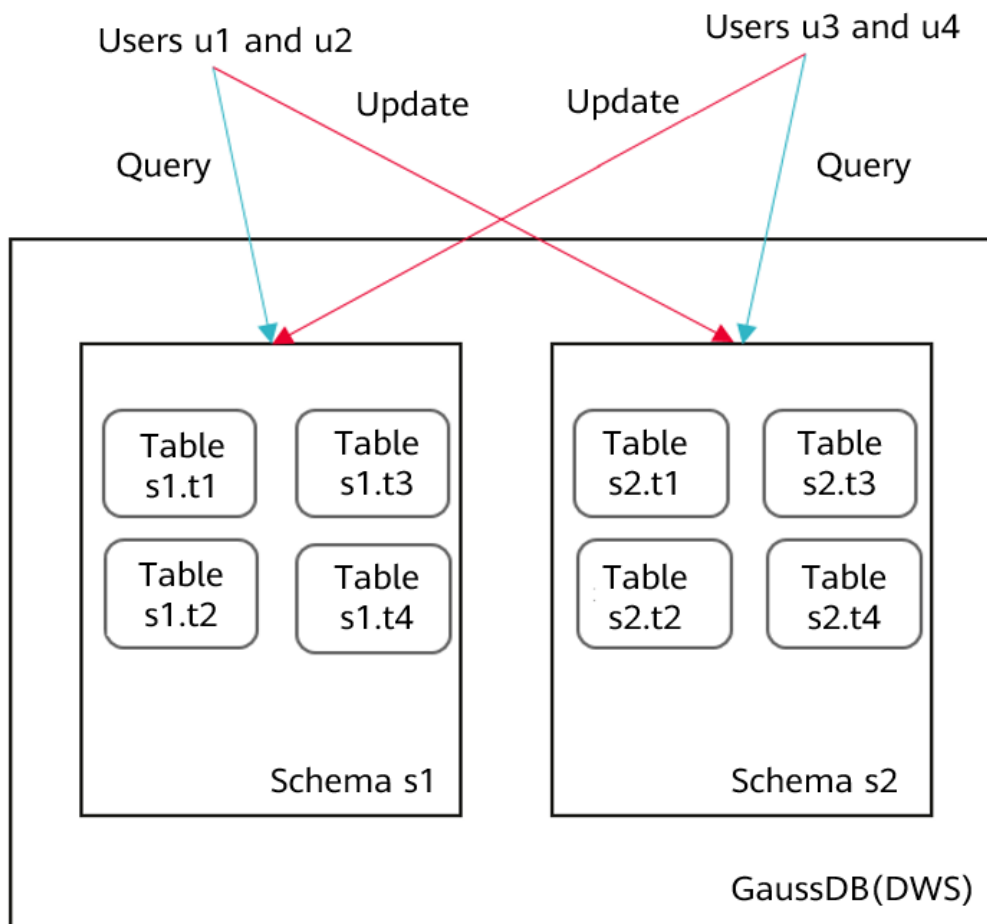 Users u1 and u2
Users u3 and u4
Update
Update
Query
Query
Table
s1.t1
Table
s1.t3
Table
s2.t1
Table
s2.t3
Table
s1.t2
Table
s1.t4
Table
s2.t2
Table
s2.t4
Schema s1
Schema s2
GaussDB(DWS)